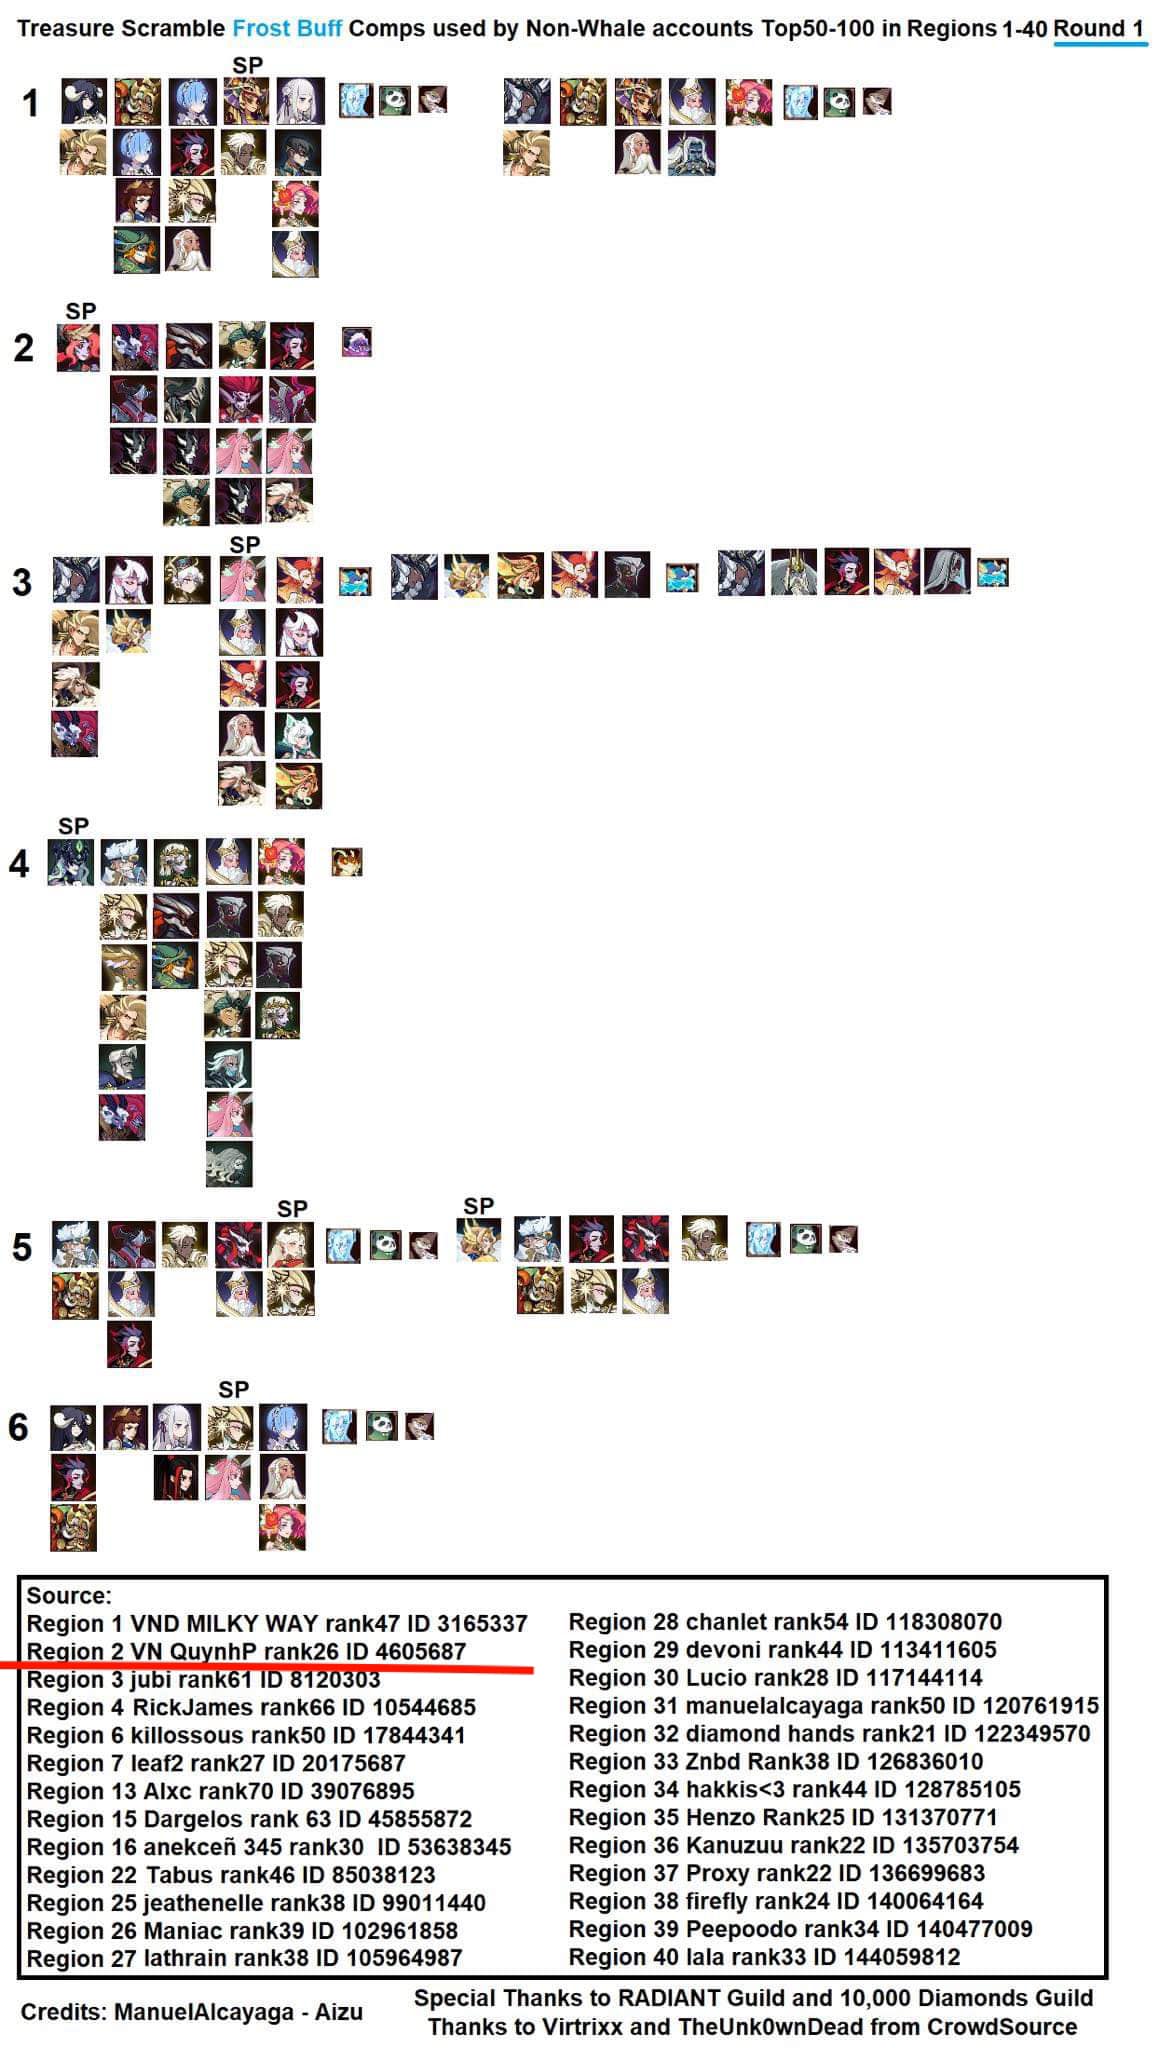 Treasure Scramble Frost Buff Comps used by Non-Whale accounts Top50-100 in Regions 1-40 Round 1
SP
1
SP
2
SP
3
SP
4
SP
SP
5
SP
6
Source:
Region 1 VND MILKY WAY rank47 ID 3165337
Region 2 VN QuynhP rank26 ID 4605687
Region 3 jubi rank61 ID 8120303
Region 4 RickJames rank66 ID 10544685
Region 6 killossous rank50 ID 17844341
Region 7 leaf2 rank27 ID 20175687
Region 13 Alxc rank70 ID 39076895
Region 15 Dargelos rank 63 ID 45855872
Region 16 anekceñ 345 rank30  ID 53638345
Region 22 Tabus rank46 ID 85038123
Region 25 jeathenelle rank38 ID 99011440
Region 26 Maniac rank39 ID 102961858
Region 27 lathrain rank38 ID 105964987
Region 28 chanlet rank54 ID 118308070
Region 29 devoni rank44 ID 113411605
Region 30 Lucio rank28 ID 117144114
Region 31 manuelalcayaga rank50 ID 120761915
Region 32 diamond hands rank21 ID 122349570
Region 33 Znbd Rank38 ID 126836010
Region 34 hakkis<3 rank44 ID 128785105
Region 35 Henzo Rank25 ID 131370771
Region 36 Kanuzuu rank22 ID 135703754
Region 37 Proxy rank22 ID 136699683
Region 38 firefly rank24 ID 140064164
Region 39 Peepoodo rank34 ID 140477009
Region 40 lala rank33 ID 144059812
Credits: ManuelAlcayaga - Aizu
Special Thanks to RADIANT Guild and 10,000 Diamonds Guild
Thanks to Virtrixx and TheUnk0wnDead from CrowdSource